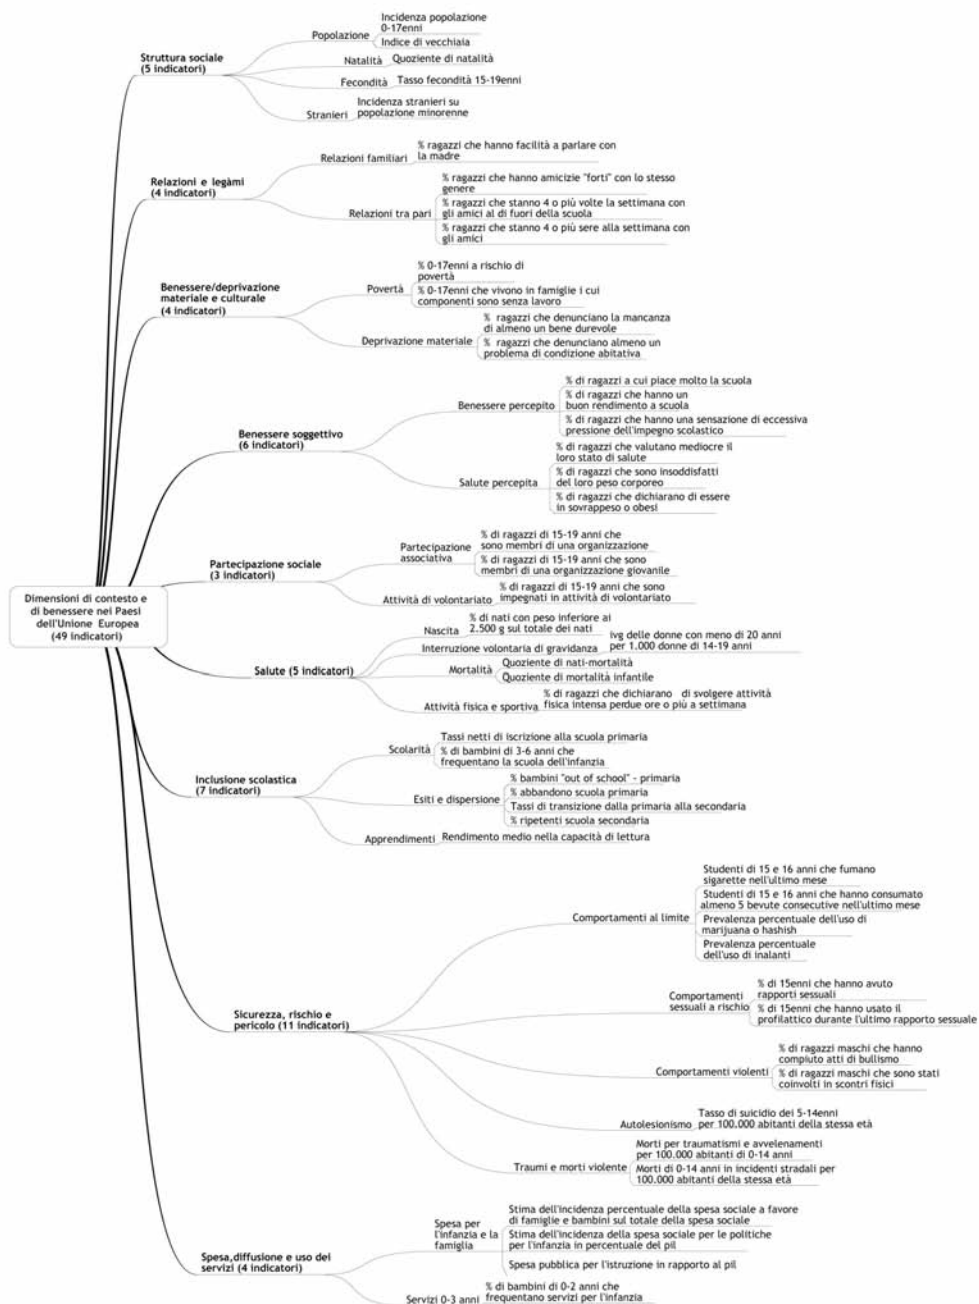 Dimensioni di contesto e
di benessere nei Paesi
dell'Unione Europea
(49 indicatori)
Struttura sociale
(5 indicatori)
Popolazione
Incidenza popolazione
0-17enni
Indice di vecchiaia
Natalità
Quoziente di natalità
Fecondità
Tasso fecondità 15-19enni
Stranieri
Incidenza stranieri su
popolazione minorenne
Relazioni e legàmi
(4 indicatori)
Relazioni familiari
% ragazzi che hanno facilità a parlare con
la madre
Relazioni tra pari
% ragazzi che hanno amicizie "forti" con lo stesso
genere
% ragazzi che stanno 4 o più volte la settimana con
gli amici al di fuori della scuola
% ragazzi che stanno 4 o più sere alla settimana con
gli amici
Benessere/deprivazione
materiale e culturale
(4 indicatori)
Povertà
% 0-17enni a rischio di
povertà
% 0-17enni che vivono in famiglie i cui
componenti sono senza lavoro
Deprivazione materiale
% ragazzi che denunciano la mancanza
di almeno un bene durevole
% ragazzi che denunciano almeno un
problema di condizione abitativa
Benessere soggettivo
(6 indicatori)
Benessere percepito
% di ragazzi a cui piace molto la scuola
% di ragazzi che hanno un
buon rendimento a scuola
% di ragazzi che hanno una sensazione di eccessiva
pressione dell'impegno scolastico
Salute percepita
% di ragazzi che valutano mediocre il
loro stato di salute
% di ragazzi che sono insoddisfatti
del loro peso corporeo
% di ragazzi che dichiarano di essere
in sovrappeso o obesi
Partecipazione sociale
(3 indicatori)
Partecipazione
associativa
% di ragazzi di 15-19 anni che
sono membri di una organizzazione
% di ragazzi di 15-19 anni che sono
membri di una organizzazione giovanile
Attività di volontariato
% di ragazzi di 15-19 anni che sono
impegnati in attività di volontariato
Salute (5 indicatori)
Nascita
% di nati con peso inferiore ai
2.500 g sul totale dei nati
Interruzione volontaria di gravidanza
ivg delle donne con meno di 20 anni
per 1.000 donne di 14-19 anni
Mortalità
Quoziente di nati-mortalità
Quoziente di mortalità infantile
Attività fisica e sportiva
% di ragazzi che dichiarano di svolgere attività
fisica intensa perdue ore o più a settimana
Inclusione scolastica
(7 indicatori)
Scolarità
Tassi netti di iscrizione alla scuola primaria
% di bambini di 3-6 anni che
frequentano la scuola dell'infanzia
Esiti e dispersione
% bambini "out of school" - primaria
% abbandono scuola primaria
Tassi di transizione dalla primaria alla secondaria
% ripetenti scuola secondaria
Apprendimenti
Rendimento medio nella capacità di lettura
Sicurezza, rischio e
pericolo (11 indicatori)
Comportamenti al limite
Studenti di 15 e 16 anni che fumano
sigarette nell'ultimo mese
Studenti di 15 e 16 anni che hanno consumato
almeno 5 bevute consecutive nell'ultimo mese
Prevalenza percentuale dell'uso di
marijuana o hashish
Prevalenza percentuale
dell'uso di inalanti
Comportamenti
sessuali a rischio
% di 15enni che hanno avuto
rapporti sessuali
% di 15enni che hanno usato il
profilattico durante l'ultimo rapporto sessuale
Comportamenti violenti
% di ragazzi maschi che hanno
compiuto atti di bullismo
% di ragazzi maschi che sono stati
coinvolti in scontri fisici
Autolesionismo
Tasso di suicidio dei 5-14enni
per 100.000 abitanti della stessa età
Traumi e morti violente
Morti per traumatismi e avvelenamenti
per 100.000 abitanti di 0-14 anni
Morti di 0-14 anni in incidenti stradali per
100.000 abitanti della stessa età
Spesa,diffusione e uso dei
servizi (4 indicatori)
Spesa per
l'infanzia e la
famiglia
Stima dell'incidenza percentuale della spesa sociale a favore
di famiglie e bambini sul totale della spesa sociale
Stima dell'incidenza della spesa sociale per le politiche
per l'infanzia in percentuale del pil
Spesa pubblica per l'istruzione in rapporto al pil
Servizi 0-3 anni
% di bambini di 0-2 anni che
frequentano servizi per l'infanzia